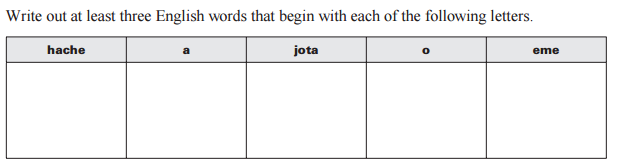 Write out at least three English words that begin with each of the following letters.
hache a jota o eme